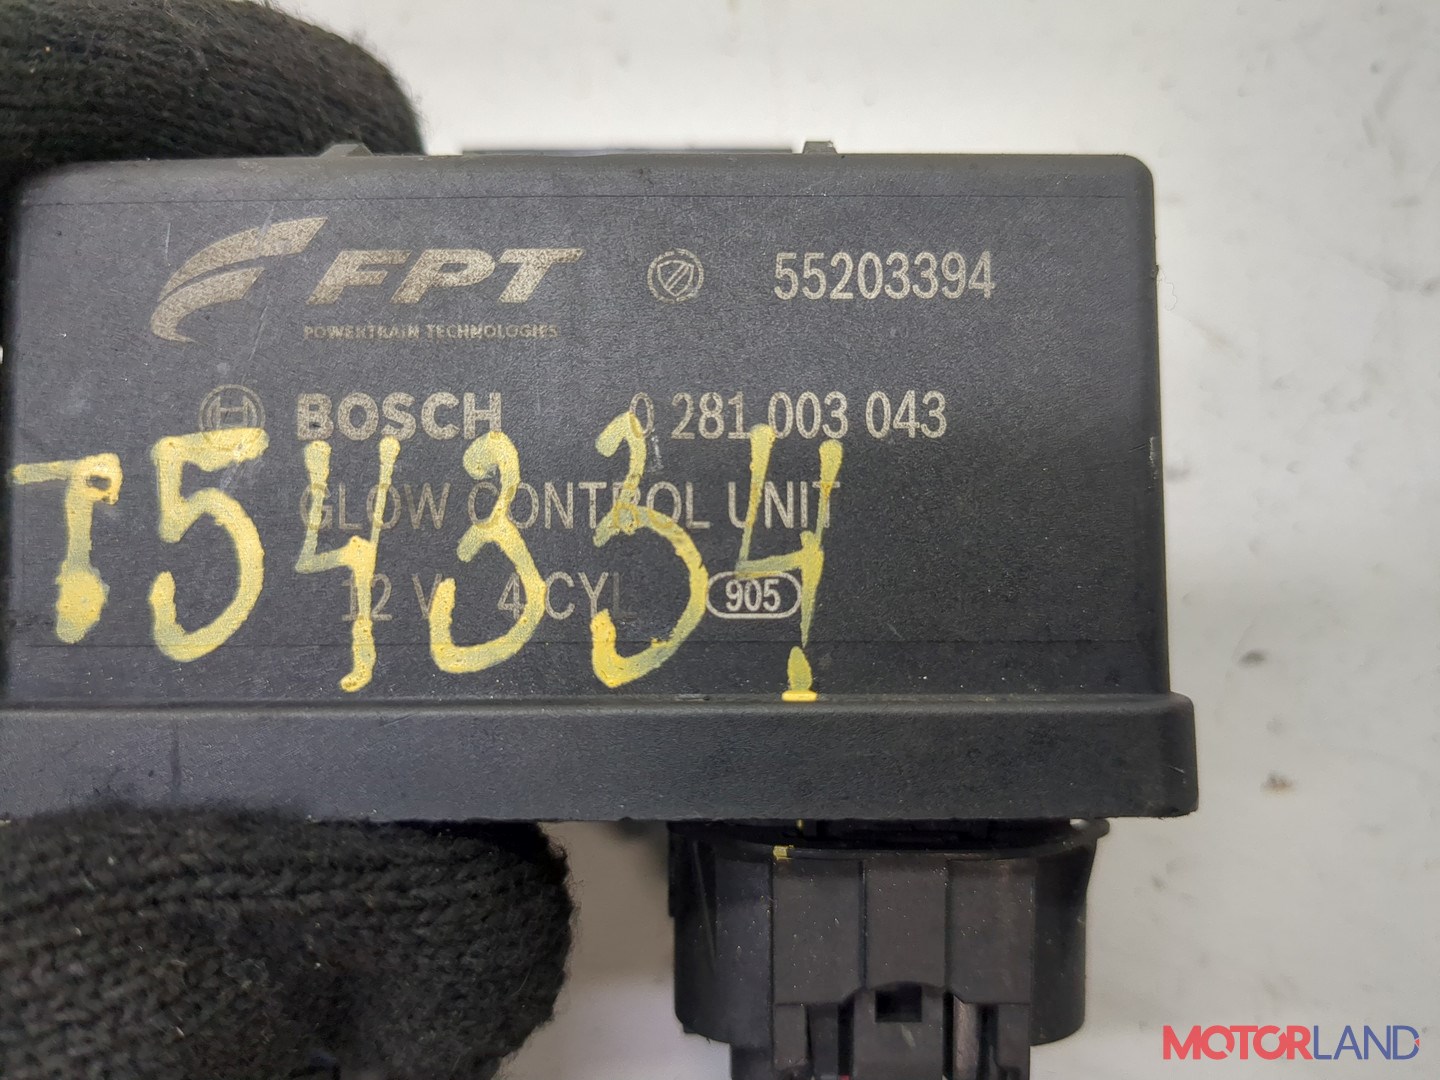 FPT 55203394
POWERTRAIN TECHNOLOGIES
BOSCH 0 281 003 043
T54334
GLOW CONTROL UNIT
12 V 4 CYL 905
MOTORLAND